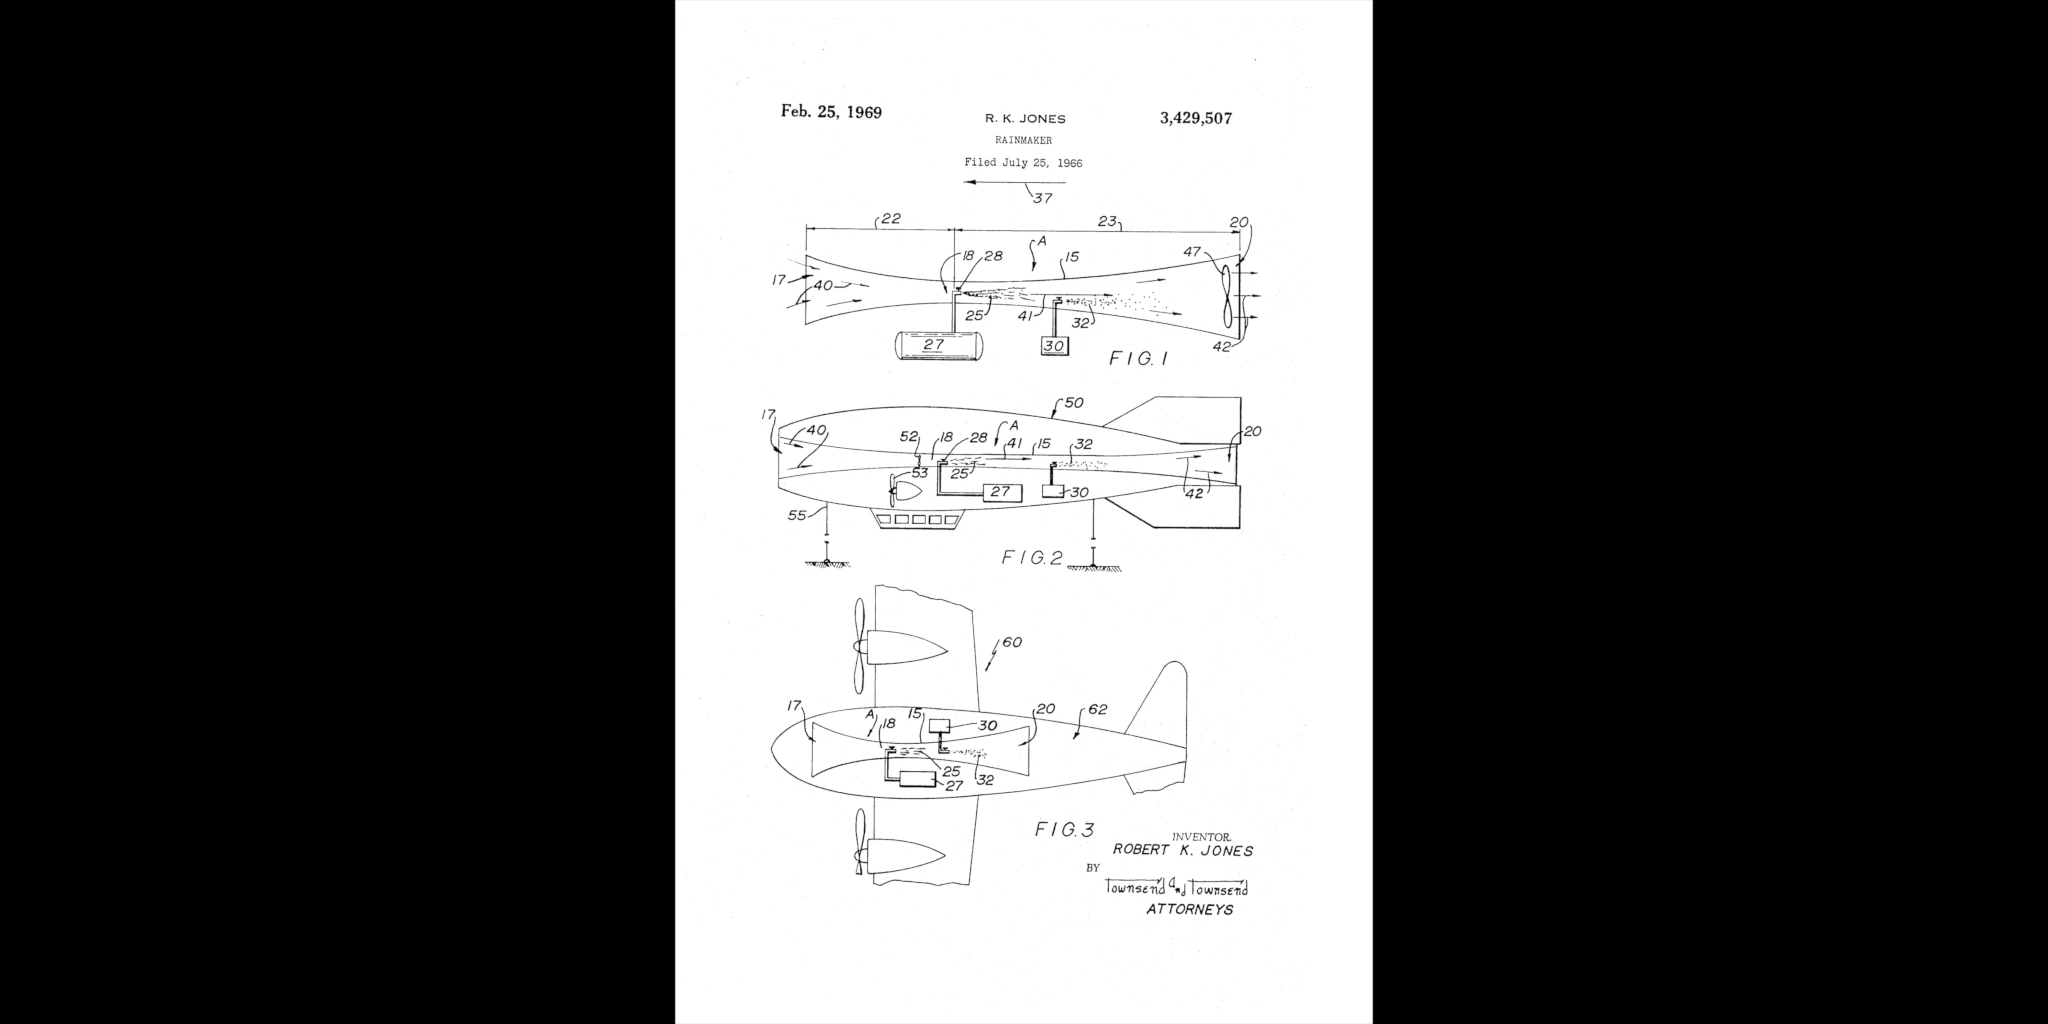 Feb. 25, 1969
R. K. JONES
3,429,507
RAINMAKER
Filed July 25, 1966
37
22
23
20
A
18
28
15
47
17
40
25
41
32
27
30
42
FIG.1
50
17
40
52
18
28
A
41
15
32
20
53
25
27
30
42
55
FIG.2
60
17
A
18
15
30
20
62
25
27
32
FIG.3
INVENTOR.
ROBERT K. JONES
BY
Townsend and Townsend
ATTORNEYS